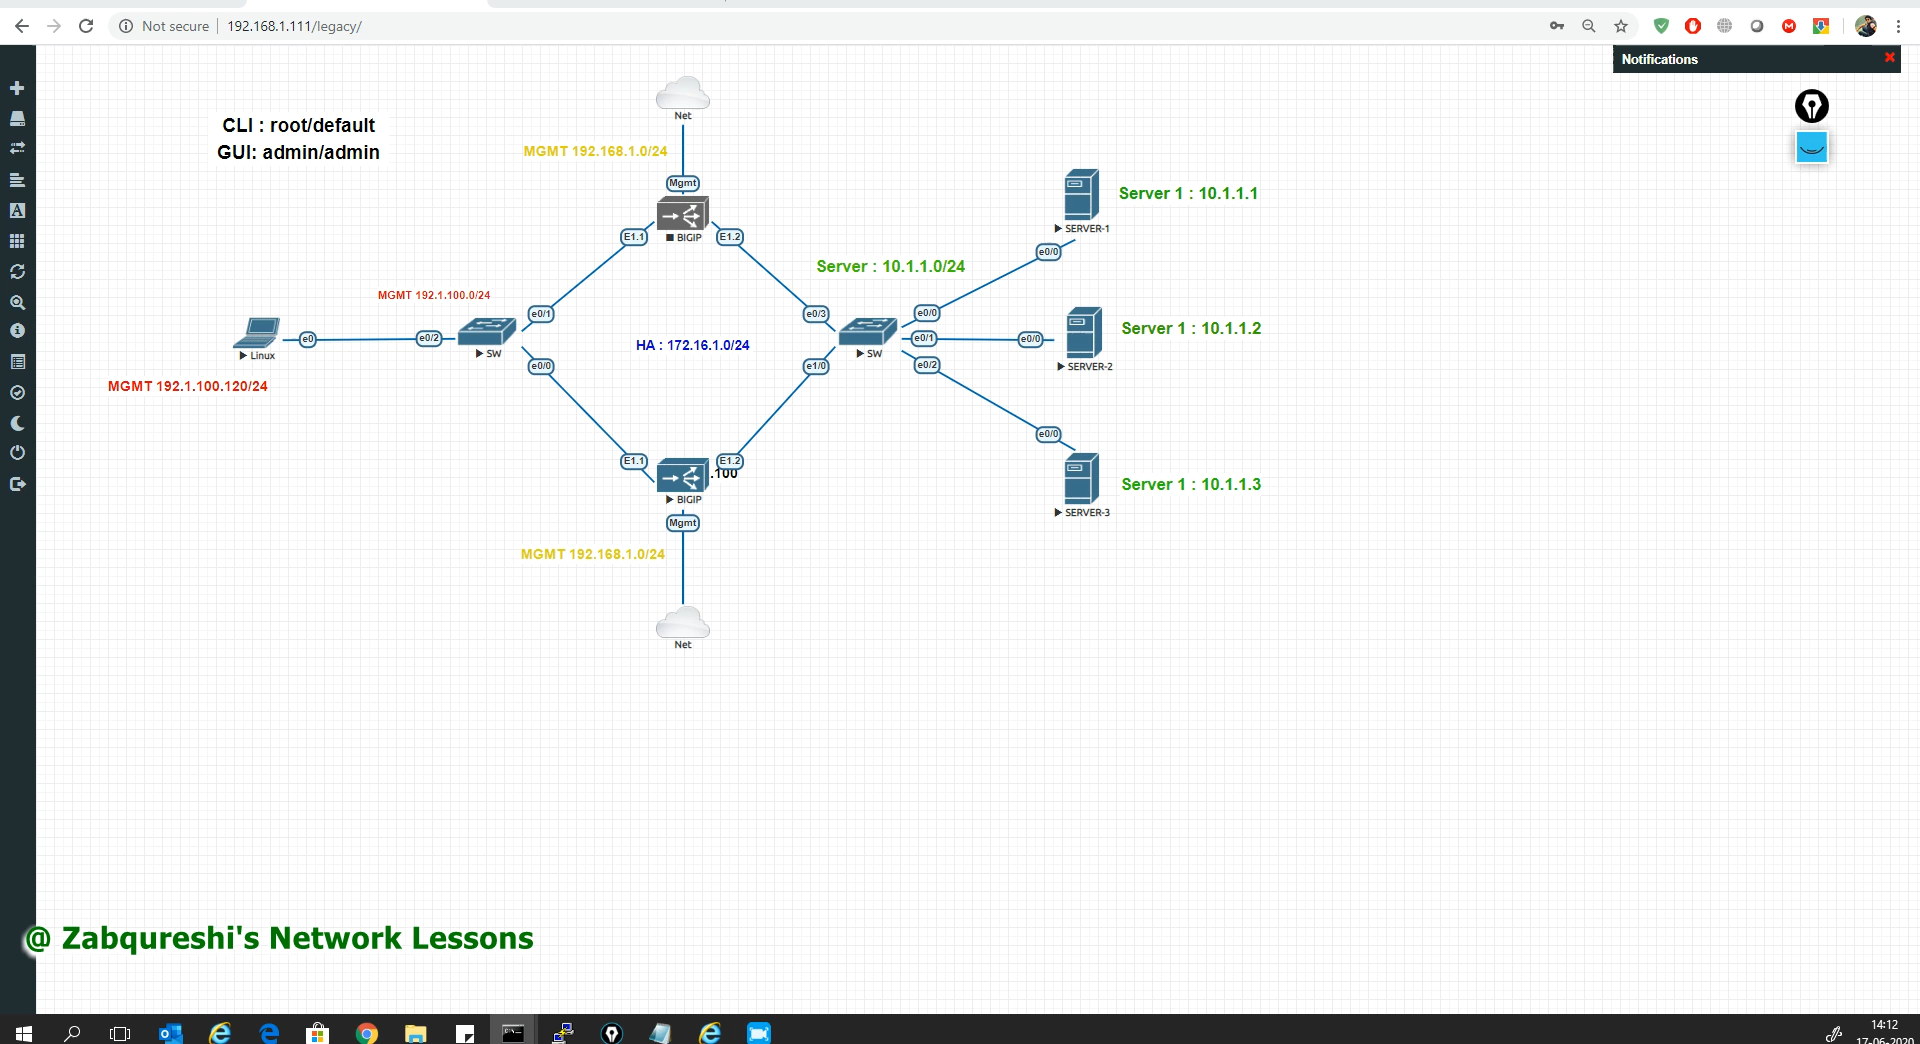 Not secure
192.168.1.111/legacy/
Notifications
Net
CLI : root/default
GUI: admin/admin
MGMT 192.168.1.0/24
Mgmt
BIGIP
E1.1
E1.2
Server 1 : 10.1.1.1
SERVER-1
e0/0
Server : 10.1.1.0/24
MGMT 192.1.100.0/24
e0/1
e0/3
e0/0
Linux
e0
e0/2
SW
HA : 172.16.1.0/24
SW
e0/1
e0/0
Server 1 : 10.1.1.2
SERVER-2
MGMT 192.1.100.120/24
e0/0
e1/0
e0/2
e0/0
E1.1
E1.2
.100
BIGIP
Server 1 : 10.1.1.3
SERVER-3
Mgmt
MGMT 192.168.1.0/24
Net
@ Zabqureshi's Network Lessons
14:12
17-06-2020